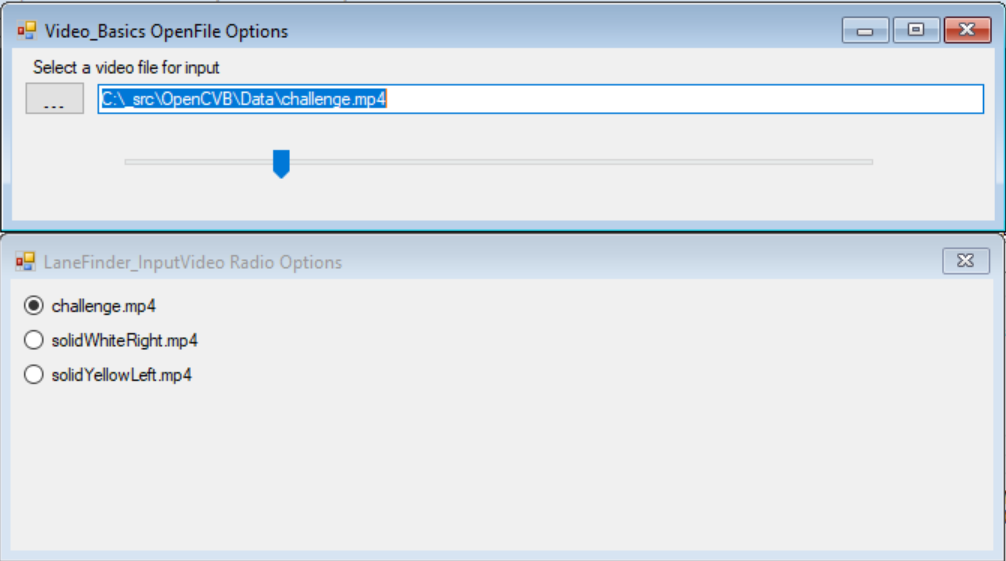 Video_Basics OpenFile Options
Select a video file for input
...
C:\_src\OpenCVB\Data\challenge.mp4
LaneFinder_InputVideo Radio Options
challenge.mp4
solidWhiteRight.mp4
solidYellowLeft.mp4